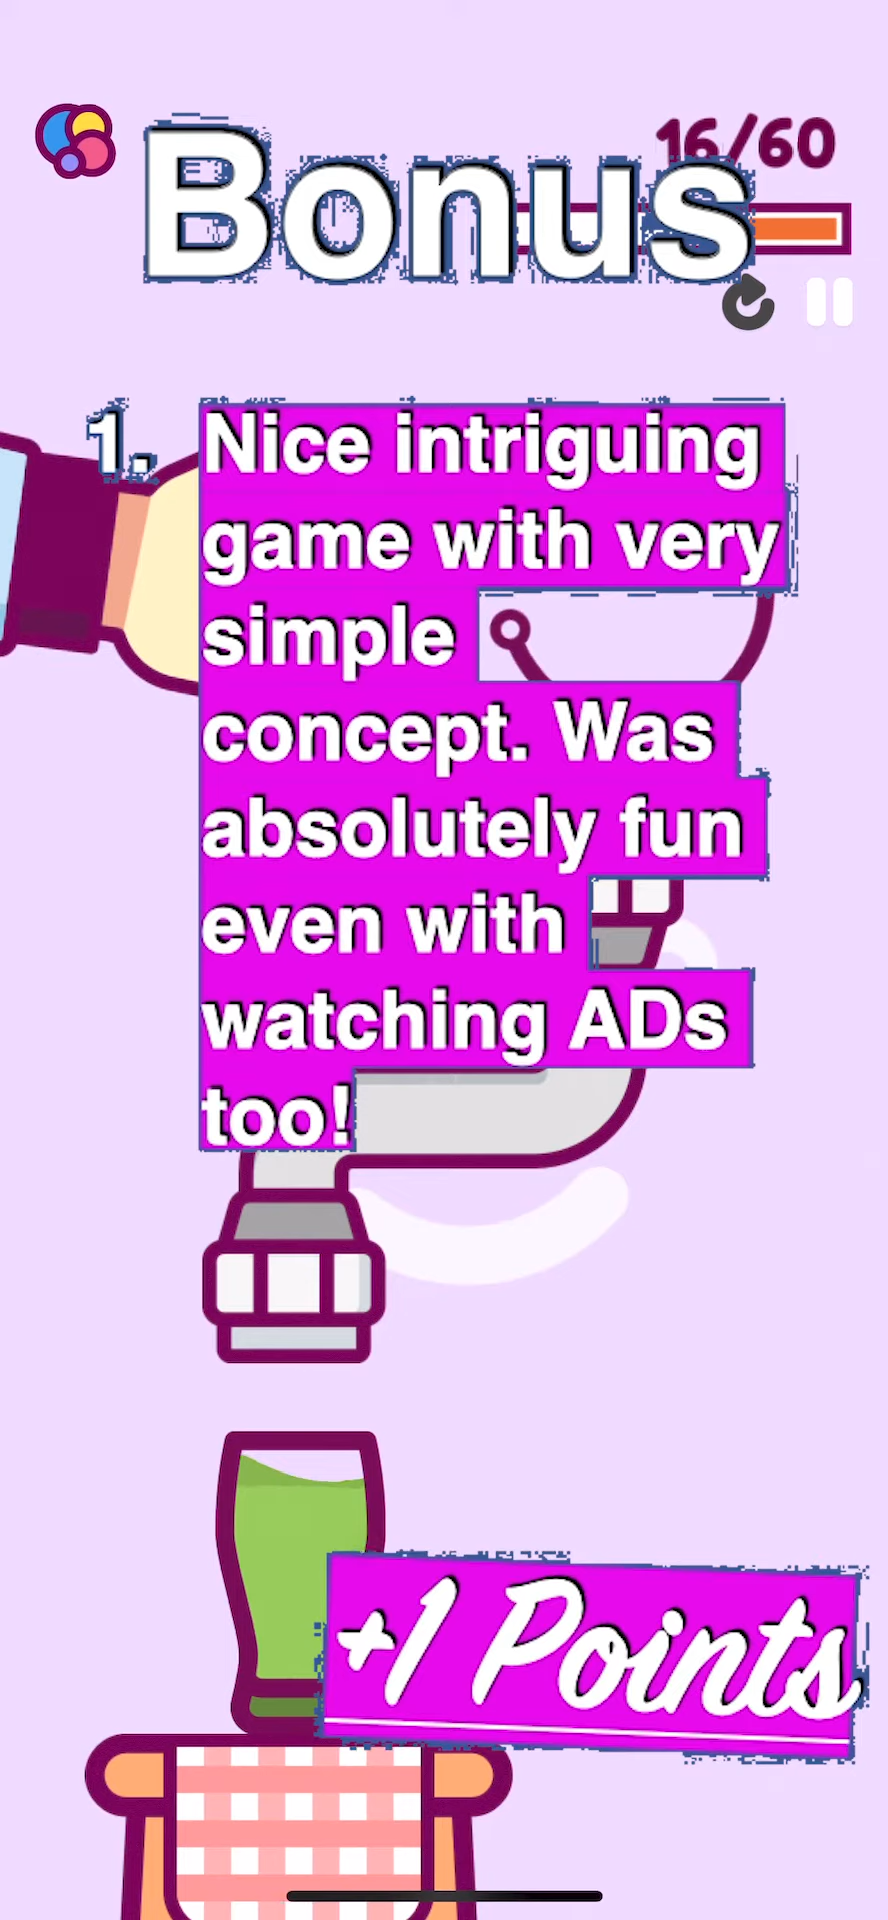 16/60
Bonus
1. Nice intriguing
game with very
simple
concept. Was
absolutely fun
even with
watching ADs
too!
+1 Points